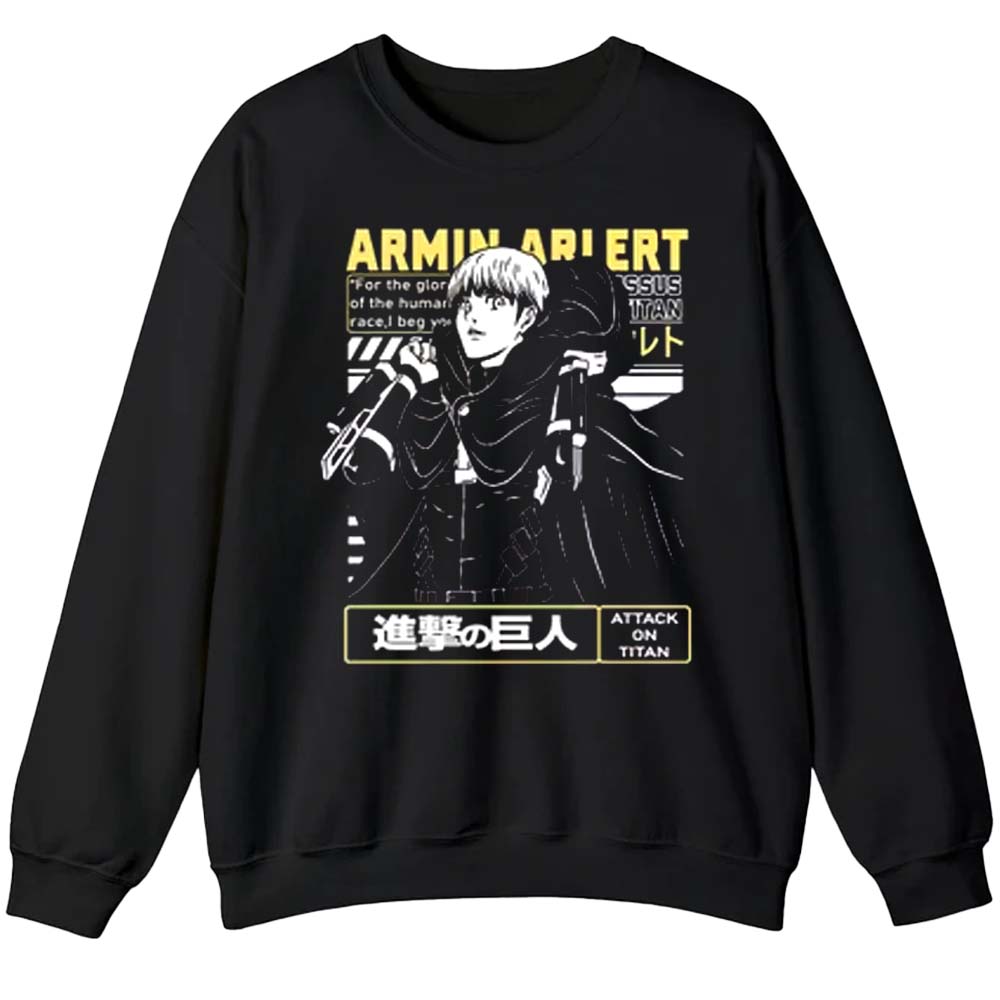 ARMIN ARLERT
"For the glor
of the human
race,I beg yo
SSUS
TITAN
レト
進撃の巨人
ATTACK
ON
TITAN